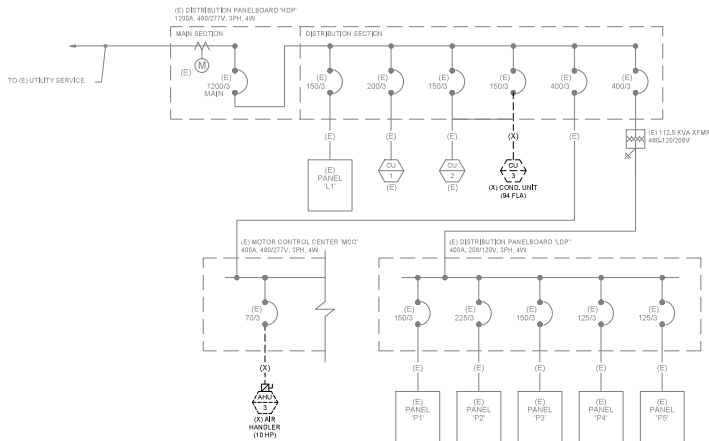 (E) DISTRIBUTION PANELBOARD 'HDP'
1200A, 480/277V, 3PH, 4W
MAIN SECTION
DISTRIBUTION SECTION
TO (E) UTILITY SERVICE
(E)
M
(E)
1200/3
MAIN
(E)
150/3
(E)
200/3
(E)
150/3
(E)
150/3
(E)
400/3
(E)
400/3
(E)
(E)
(E)
(X)
(E)
(E) 112.5 KVA XFMR
480-120/208V
(E)
PANEL
'L1'
CU
1
(E)
CU
2
(E)
CU
3
(X) COND. UNIT
(94 FLA)
(E) MOTOR CONTROL CENTER 'MCC'
400A, 480/277V, 3PH, 4W
(E) DISTRIBUTION PANELBOARD 'LDP'
400A, 208/120V, 3PH, 4W
(E)
70/3
(E)
150/3
(E)
225/3
(E)
150/3
(E)
125/3
(E)
125/3
(X)
(E)
(E)
(E)
(E)
(E)
AHU
3
(X) AIR
HANDLER
(10 HP)
(E)
PANEL
'P1'
(E)
PANEL
'P2'
(E)
PANEL
'P3'
(E)
PANEL
'P4'
(E)
PANEL
'P5'